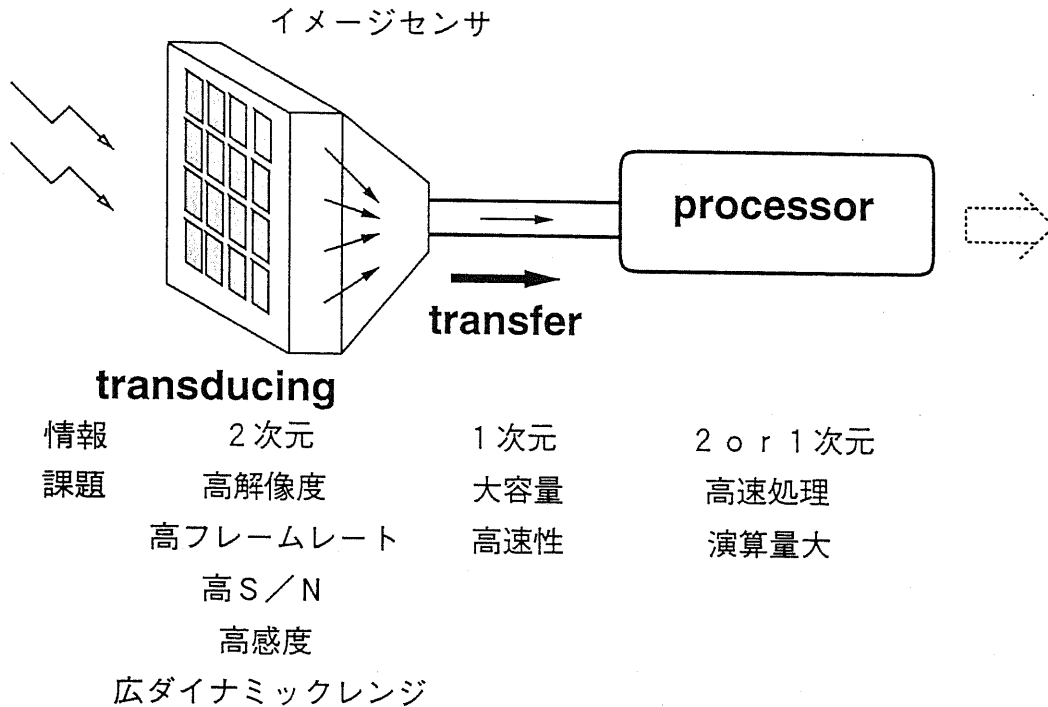 イメージセンサ
processor
transfer
transducing
情報 2次元 1次元 2 or 1次元
課題 高解像度 大容量 高速処理
高フレームレート 高速性 演算量大
高S／N
高感度
広ダイナミックレンジ